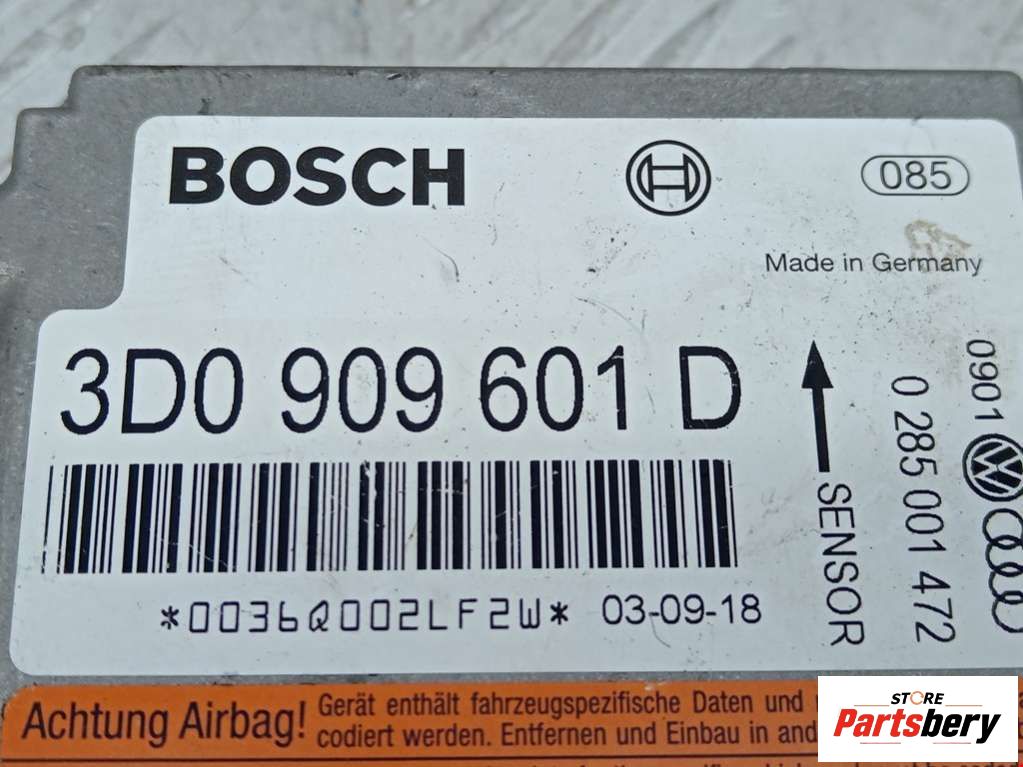 BOSCH
085
Made in Germany
3D0 909 601 D
SENSOR
0 285 001 472
0901
*0036Q002LF2W* 03-09-18
Achtung Airbag!
Gerät enthält fahrzeugspezifische Daten und
codiert werden. Entfernen und Einbau in and
STORE
Partsbery